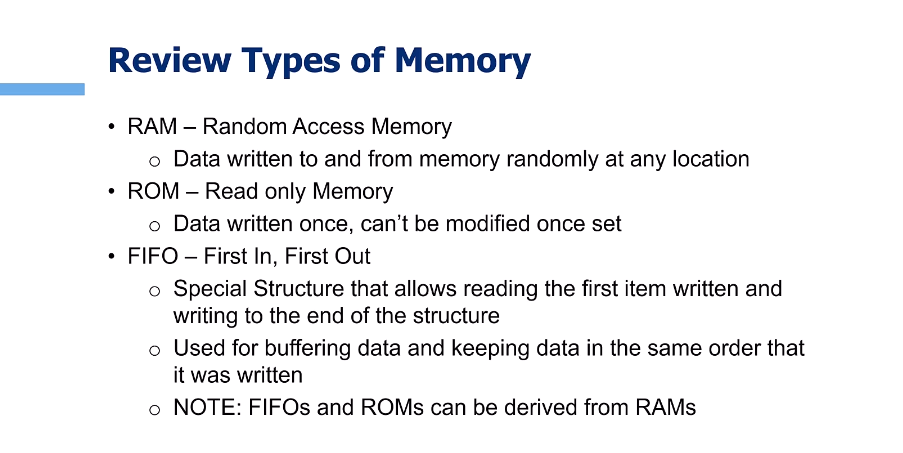 Review Types of Memory
• RAM – Random Access Memory
o Data written to and from memory randomly at any location
• ROM – Read only Memory
o Data written once, can’t be modified once set
• FIFO – First In, First Out
o Special Structure that allows reading the first item written and
writing to the end of the structure
o Used for buffering data and keeping data in the same order that
it was written
o NOTE: FIFOs and ROMs can be derived from RAMs